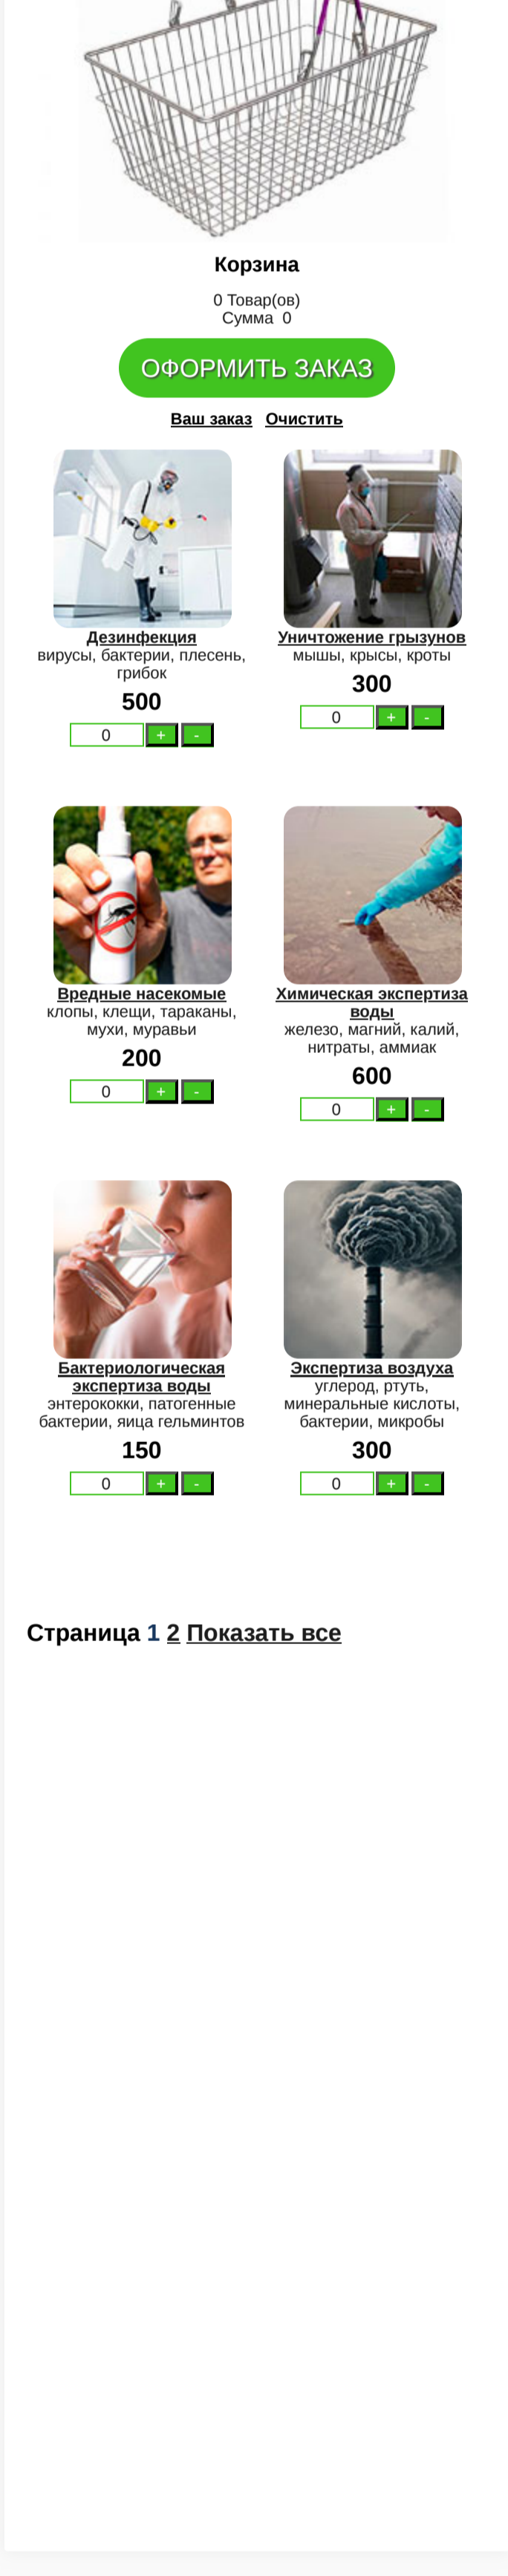 Корзина
0 Товар(ов)
Сумма 0
ОФОРМИТЬ ЗАКАЗ
Ваш заказ Очистить
Дезинфекция
вирусы, бактерии, плесень,
грибок
500
0 + -
Уничтожение грызунов
мышы, крысы, кроты
300
0 + -
Вредные насекомые
клопы, клещи, тараканы,
мухи, муравьи
200
0 + -
Химическая экспертиза
воды
железо, магний, калий,
нитраты, аммиак
600
0 + -
Бактериологическая
экспертиза воды
энтерококки, патогенные
бактерии, яица гельминтов
150
0 + -
Экспертиза воздуха
углерод, ртуть,
минеральные кислоты,
бактерии, микробы
300
0 + -
Страница 1 2 Показать все